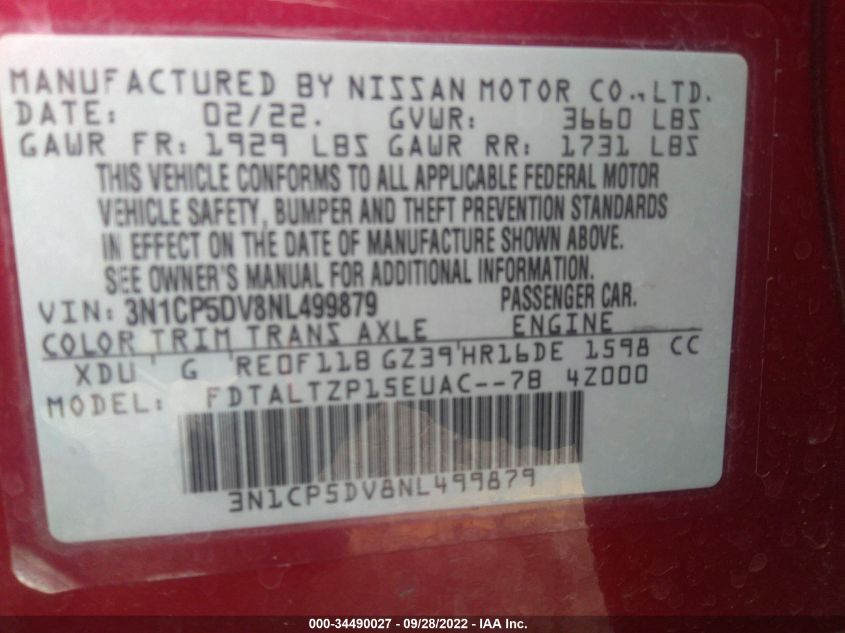 MANUFACTURED BY NISSAN MOTOR CO.,LTD.
DATE: 02/22. GVWR: 3660 LBS
GAWR FR: 1929 LBS GAWR RR: 1731 LBS
THIS VEHICLE CONFORMS TO ALL APPLICABLE FEDERAL MOTOR
VEHICLE SAFETY, BUMPER AND THEFT PREVENTION STANDARDS
IN EFFECT ON THE DATE OF MANUFACTURE SHOWN ABOVE.
SEE OWNER'S MANUAL FOR ADDITIONAL INFORMATION.
VIN: 3N1CP5DV8NL499879 PASSENGER CAR.
COLOR TRIM TRANS AXLE ENGINE
XDU G RE0F11B GZ39 HR16DE 1598 CC
MODEL: FDTALTZP15EUAC--7B 4Z000
3N1CP5DV8NL499879
000-34490027 - 09/28/2022 - IAA Inc.